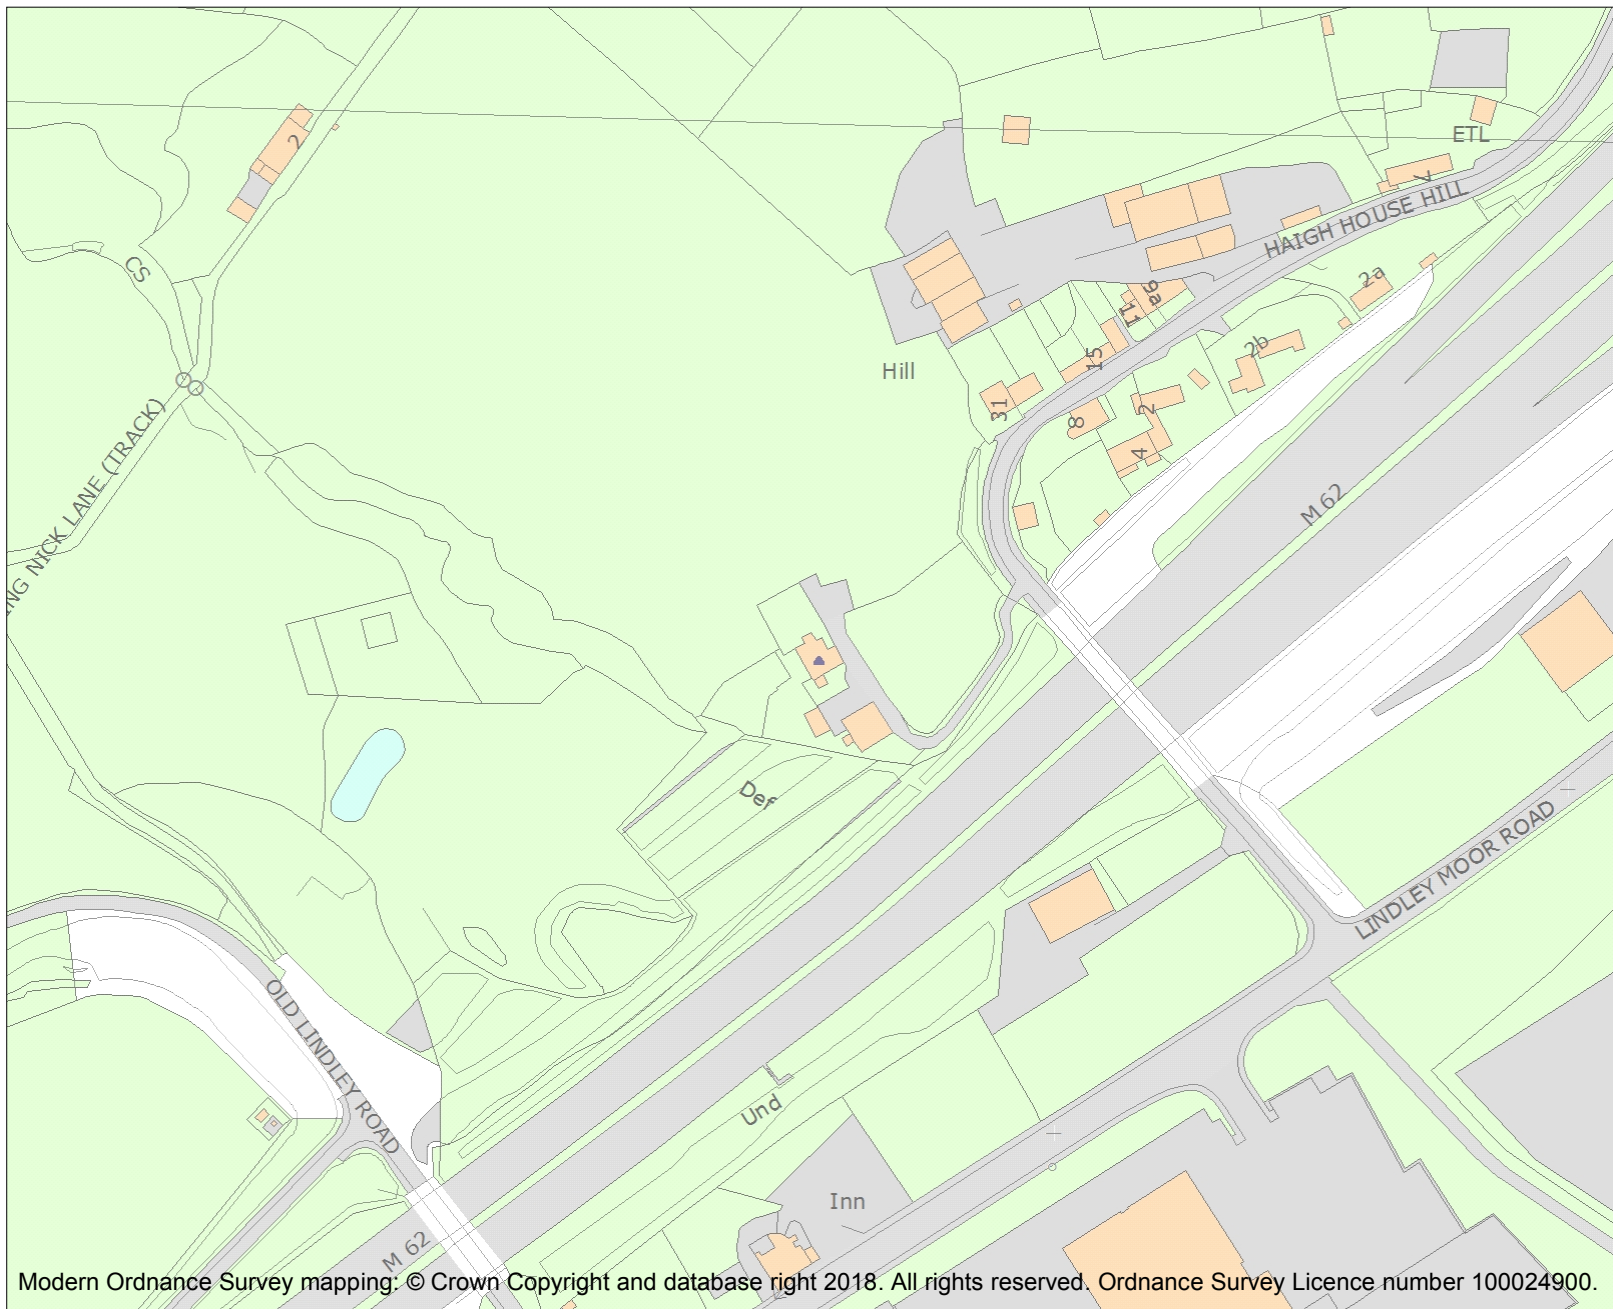 2
ETL
7
HAIGH HOUSE HILL
CS
2a
9a
11
2b
15
Hill
31
2
8
4
ING NICK LANE (TRACK)
M 62
Def
LINDLEY MOOR ROAD
OLD LINDLEY ROAD
Und
Inn
M 62
Modern Ordnance Survey mapping: © Crown Copyright and database right 2018. All rights reserved. Ordnance Survey Licence number 100024900.